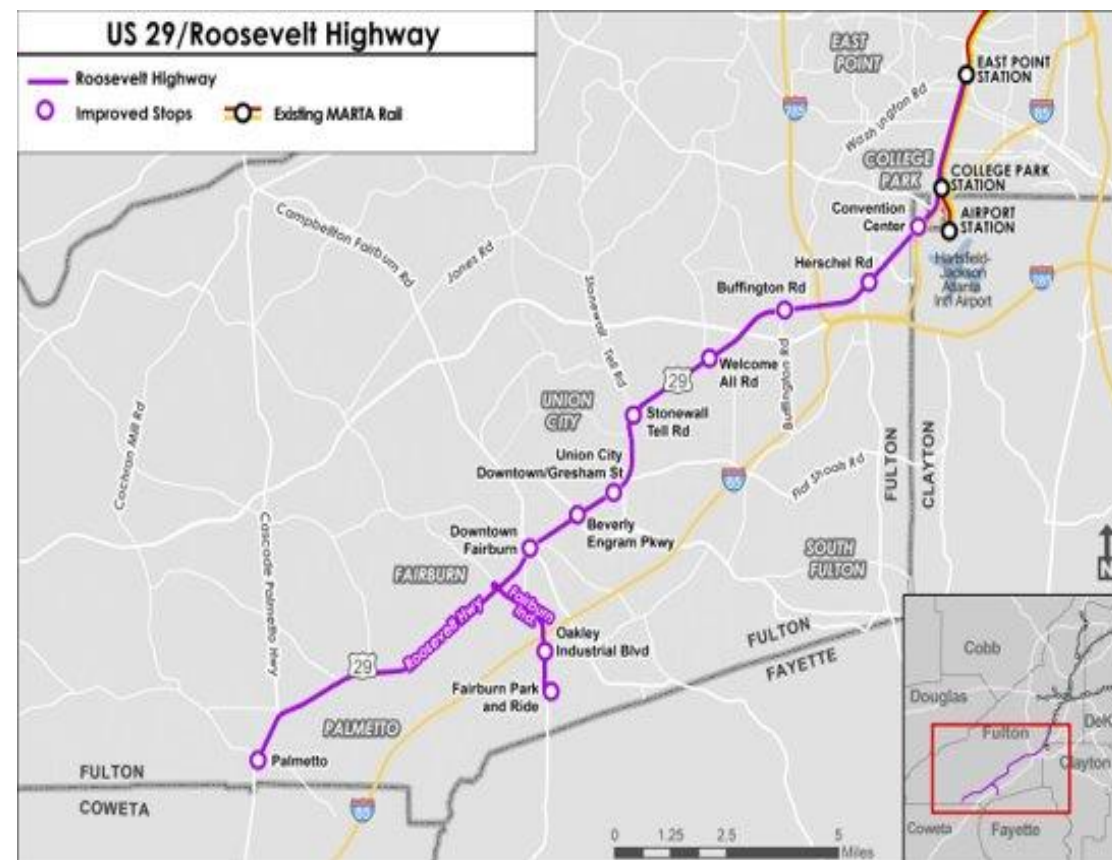 US 29/Roosevelt Highway
Roosevelt Highway
Improved Stops
Existing MARTA Rail
EAST
POINT
EAST POINT
STATION
285
85
Washington Rd
COLLEGE
PARK
COLLEGE PARK
STATION
Convention
Center
AIRPORT
STATION
Campbellton Fairburn Rd
Jones Rd
Herschel Rd
Hartsfield-
Jackson
Atlanta
Int'l Airport
Stonewall Tell Rd
Buffington Rd
Welcome
All Rd
29
Buffington Rd
UNION
CITY
Stonewall
Tell Rd
Cochran Mill Rd
Union City
Downtown/Gresham St
85
Flat Shoals Rd
FULTON
CLAYTON
Cascade Palmetto Hwy
Downtown
Fairburn
Beverly
Engram Pkwy
SOUTH
FULTON
N
FAIRBURN
Fairburn
Ind.
Roosevelt Hwy
29
Oakley
Industrial Blvd
FULTON
FAYETTE
Fairburn Park
and Ride
PALMETTO
Palmetto
FULTON
COWETA
85
0 1.25 2.5 5
Miles
Cobb
Douglas
DeK
Fulton
Clayton
Coweta
Fayette